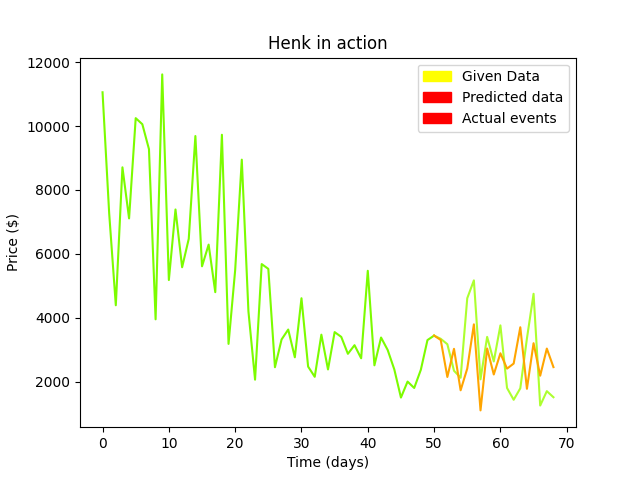 Henk in action
Given Data
Predicted data
Actual events
Price ($)
12000
10000
8000
6000
4000
2000
0 10 20 30 40 50 60 70
Time (days)